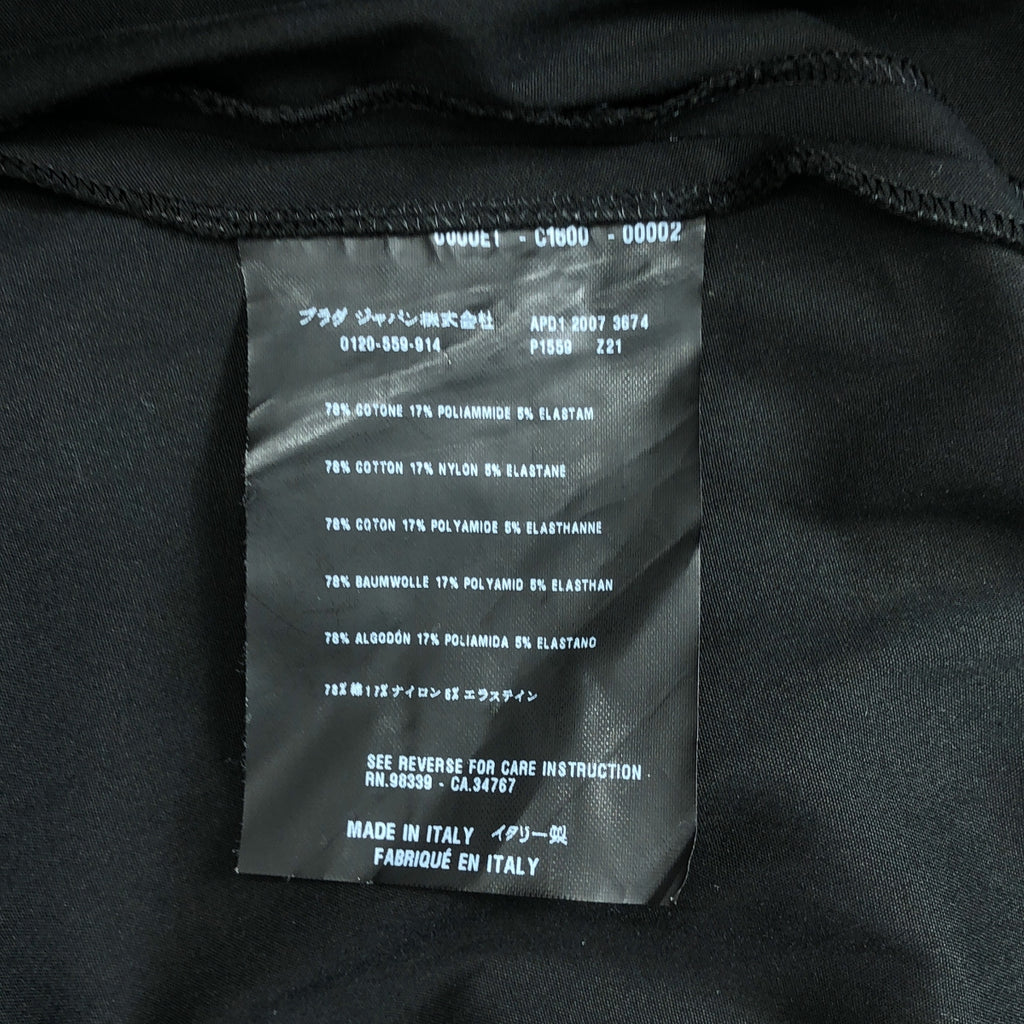 - C1600 - 00002
プラダ ジャパン株式会社 APD1 2007 3674
0120-559-914 P1559 Z21
78% COTONE 17% POLIAMMIDE 5% ELASTAM
78% COTTON 17% NYLON 5% ELASTANE
78% COTON 17% POLYAMIDE 5% ELASTHANNE
78% BAUMWOLLE 17% POLYAMID 5% ELASTHAN
78% ALGODÓN 17% POLIAMIDA 5% ELASTANO
78% 綿 17% ナイロン 5% エラステイン
SEE REVERSE FOR CARE INSTRUCTION
RN.98339 - CA.34767
MADE IN ITALY イタリー製
FABRIQUÉ EN ITALY